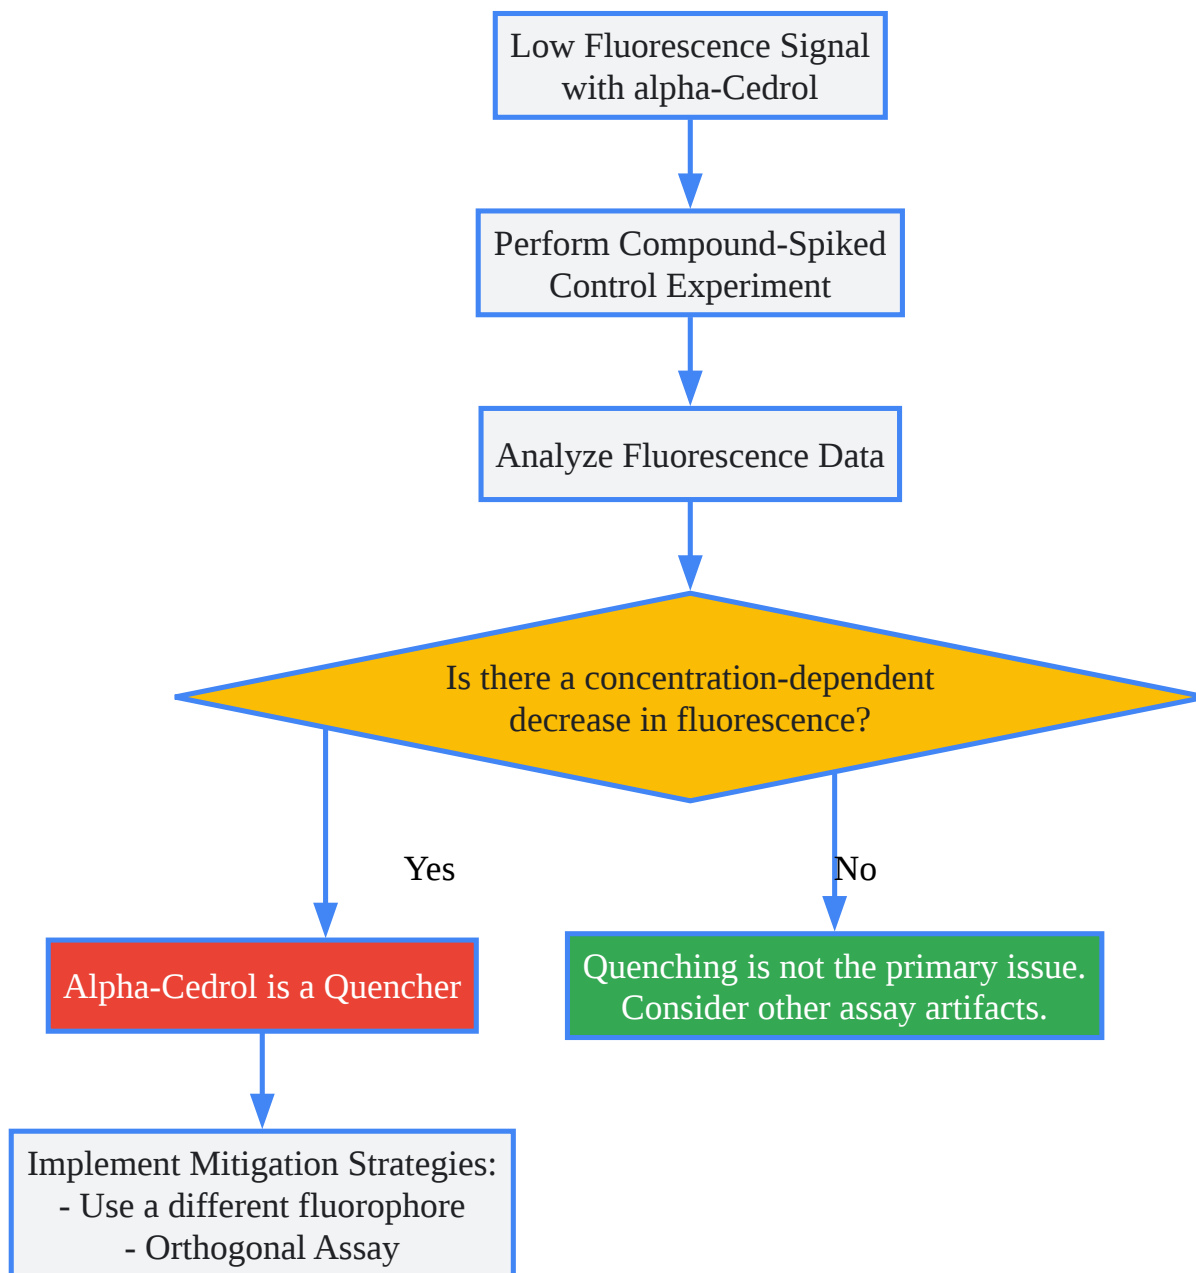 Low Fluorescence Signal
with alpha-Cedrol
Perform Compound-Spiked
Control Experiment
Analyze Fluorescence Data
Is there a concentration-dependent
decrease in fluorescence?
Yes
No
Alpha-Cedrol is a Quencher
Quenching is not the primary issue.
Consider other assay artifacts.
Implement Mitigation Strategies:
- Use a different fluorophore
- Orthogonal Assay